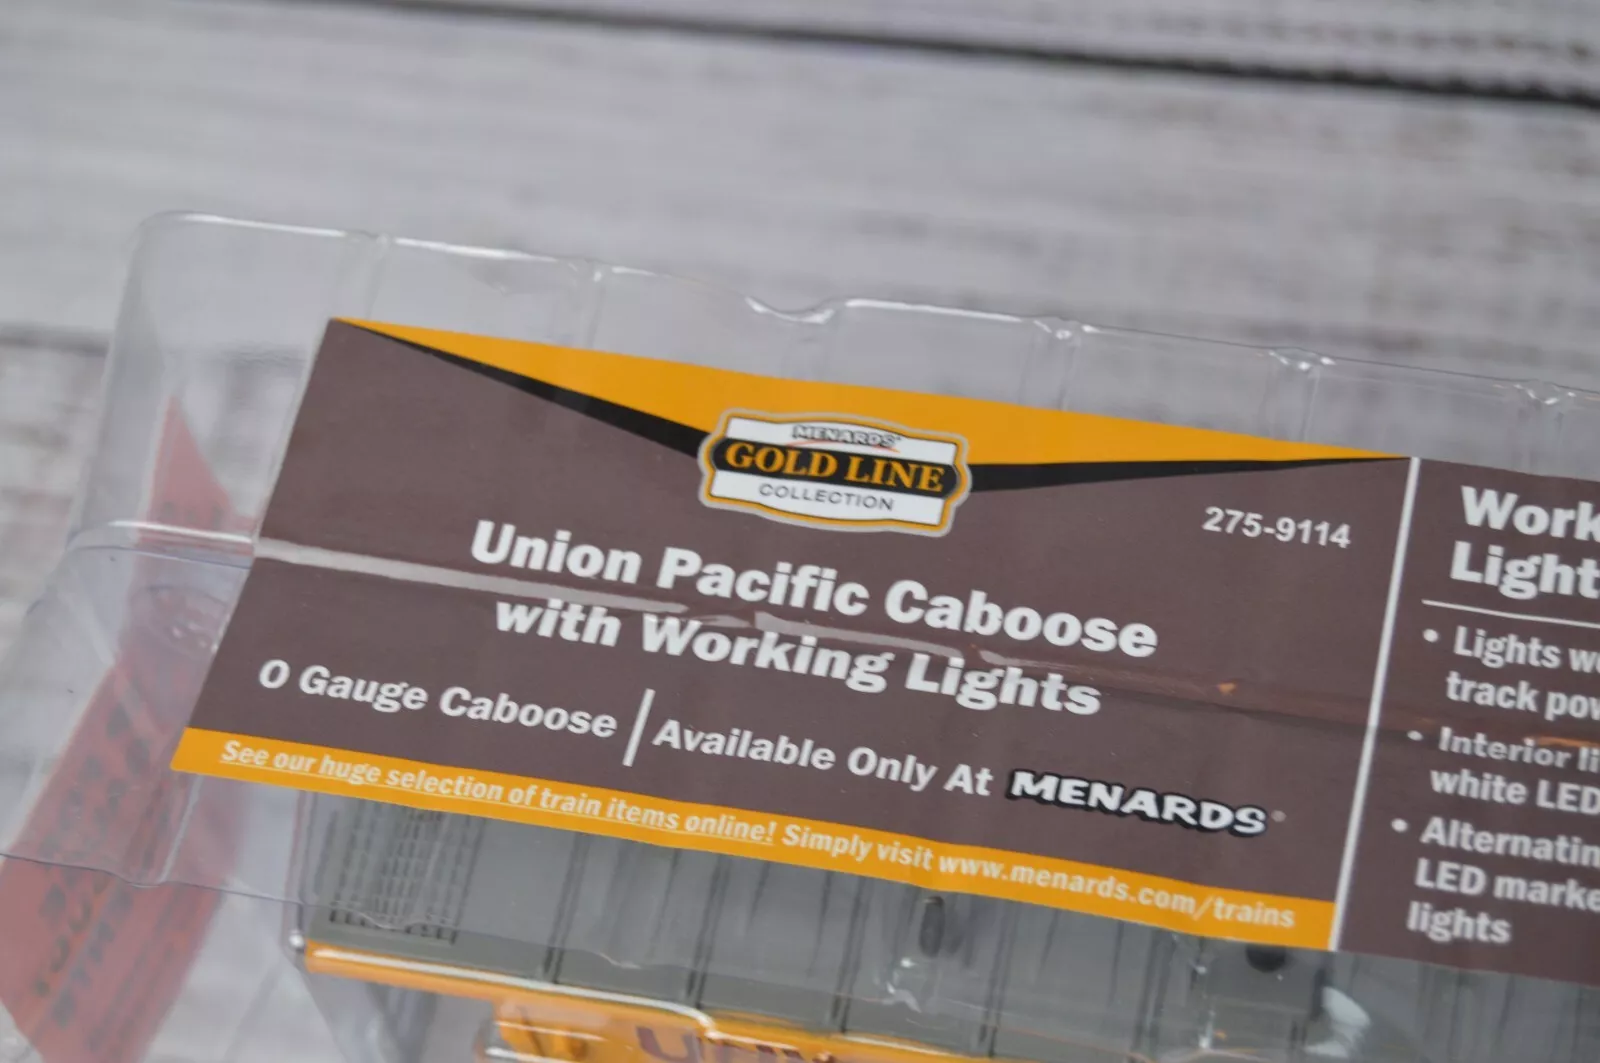 MENARDS®
GOLD LINE
COLLECTION
275-9114
Union Pacific Caboose
with Working Lights
O Gauge Caboose | Available Only At MENARDS®
See our huge selection of train items online! Simply visit www.menards.com/trains
Work
Light
• Lights w
track pow
• Interior li
white LED
• Alternatin
LED marke
lights